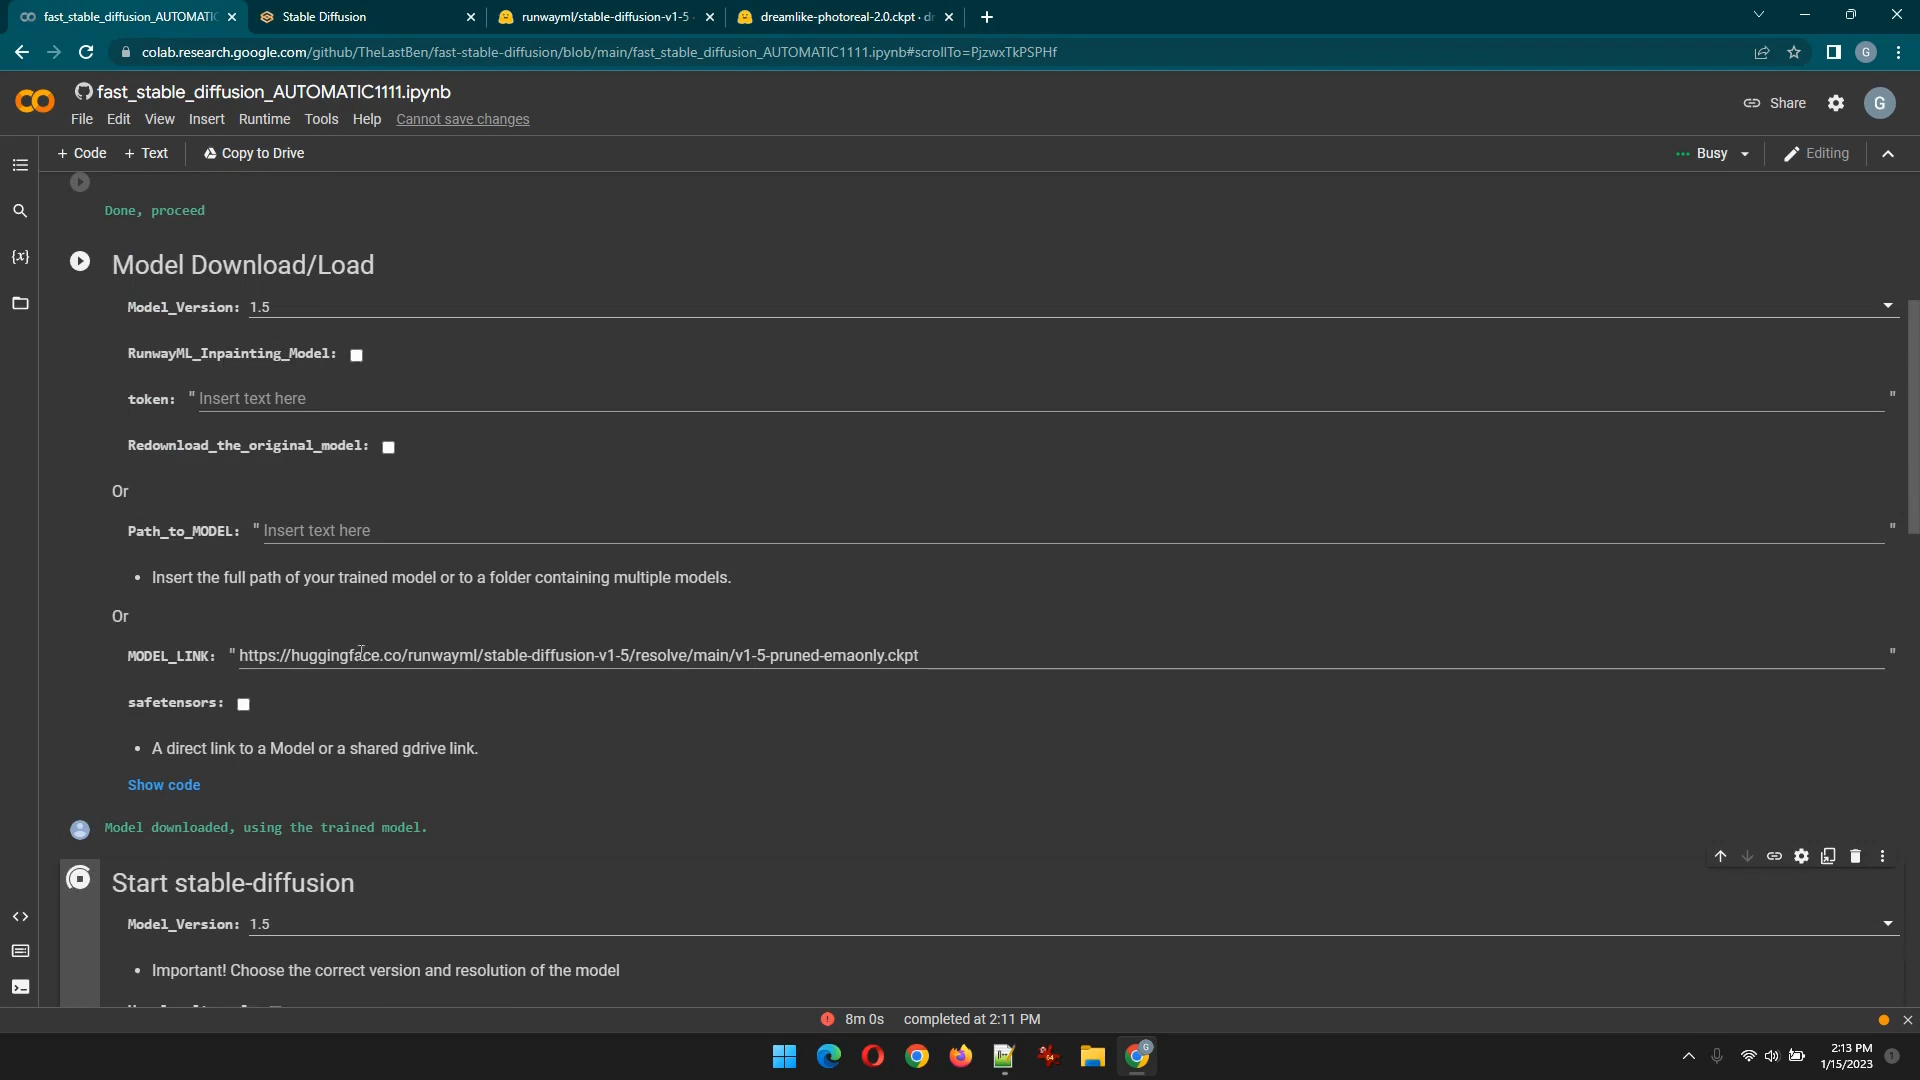 fast_stable_diffusion_AUTOMATIC
Stable Diffusion
runwayml/stable-diffusion-v1-5
dreamlike-photoreal-2.0.ckpt · dr
colab.research.google.com/github/TheLastBen/fast-stable-diffusion/blob/main/fast_stable_diffusion_AUTOMATIC1111.ipynb#scrollTo=PjzwxTkPSPHf
G
fast_stable_diffusion_AUTOMATIC1111.ipynb
File Edit View Insert Runtime Tools Help Cannot save changes
Share
G
+ Code + Text Copy to Drive
Busy
Editing
{x}
Done, proceed
Model Download/Load
Model_Version: 1.5
RunwayML_Inpainting_Model:
token: " Insert text here "
Redownload_the_original_model:
Or
Path_to_MODEL: " Insert text here "
• Insert the full path of your trained model or to a folder containing multiple models.
Or
MODEL_LINK: " https://huggingface.co/runwayml/stable-diffusion-v1-5/resolve/main/v1-5-pruned-emaonly.ckpt "
safetensors:
• A direct link to a Model or a shared gdrive link.
Show code
Model downloaded, using the trained model.
Start stable-diffusion
Model_Version: 1.5
• Important! Choose the correct version and resolution of the model
8m 0s completed at 2:11 PM
2:13 PM
1/15/2023